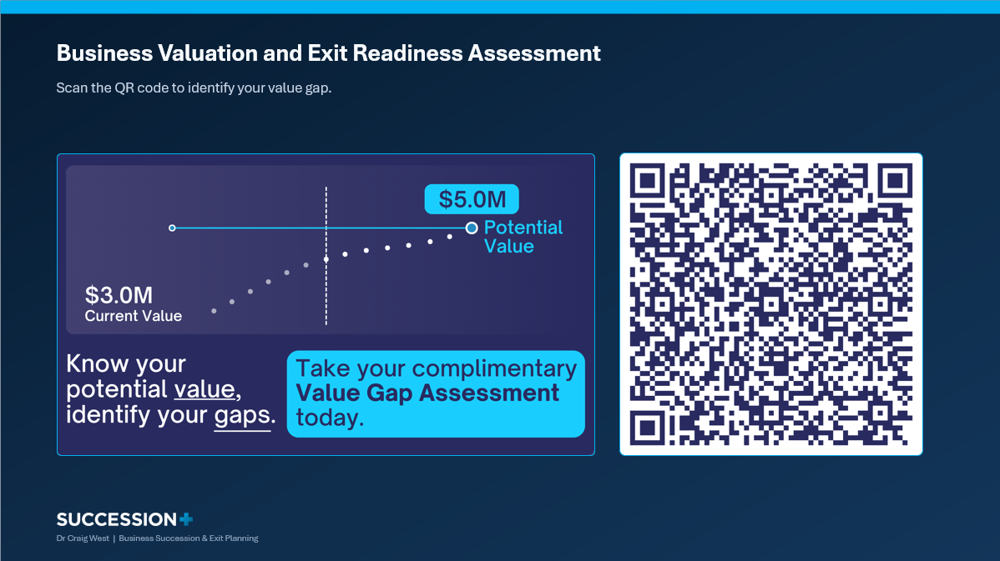 Business Valuation and Exit Readiness Assessment
Scan the QR code to identify your value gap.
$5.0M
Potential
Value
$3.0M
Current Value
Know your
potential value,
identify your gaps.
Take your complimentary
Value Gap Assessment
today.
SUCCESSION+
Dr Craig West | Business Succession & Exit Planning